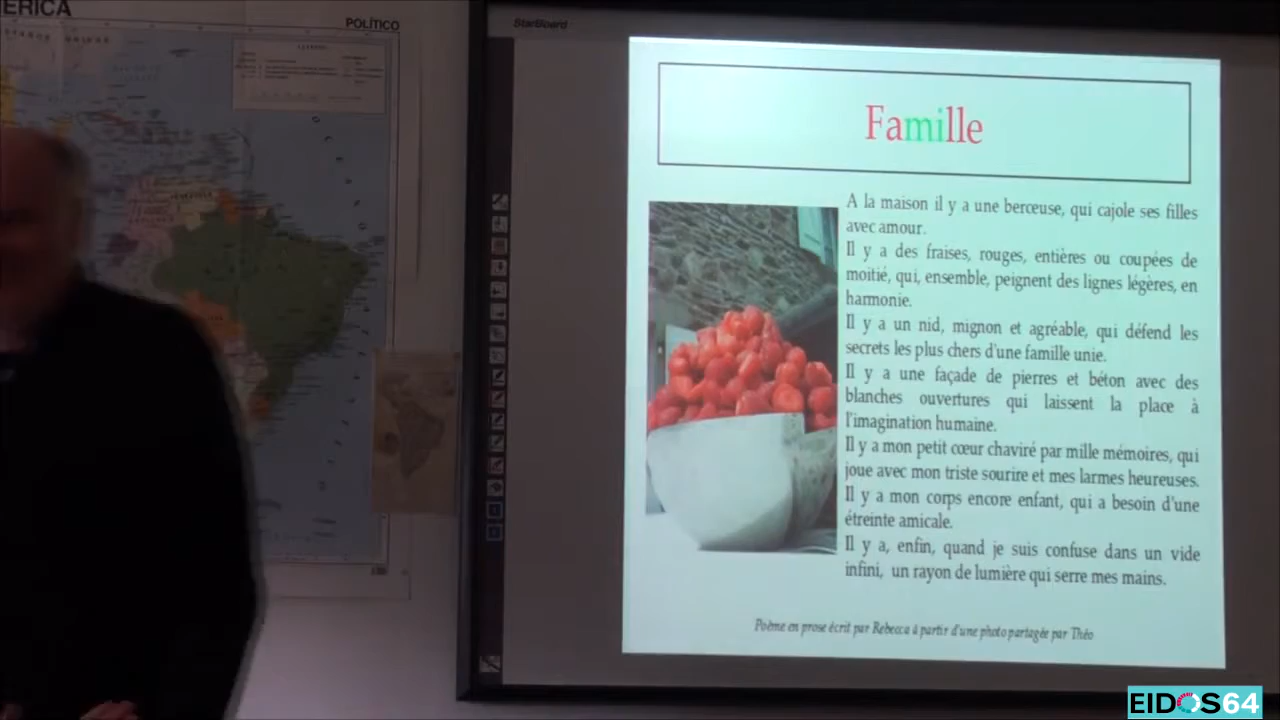 ERICA
POLÍTICO
StarBoard
Famille
A la maison il y a une berceuse, qui cajole ses filles
avec amour.
Il y a des fraises, rouges, entières ou coupées de
moitié, qui, ensemble, peignent des lignes légères, en
harmonie.
Il y a un nid, mignon et agréable, qui défend les
secrets les plus chers d'une famille unie.
Il y a une façade de pierres et béton avec des
blanches ouvertures qui laissent la place à
l'imagination humaine.
Il y a mon petit cœur chaviré par mille mémoires, qui
joue avec mon triste sourire et mes larmes heureuses.
Il y a mon corps encore enfant, qui a besoin d'une
étreinte amicale.
Il y a, enfin, quand je suis confuse dans un vide
infini, un rayon de lumière qui serre mes mains.
Poème en prose écrit par Rebecca à partir d'une photo partagée par Théo
EIDOS64